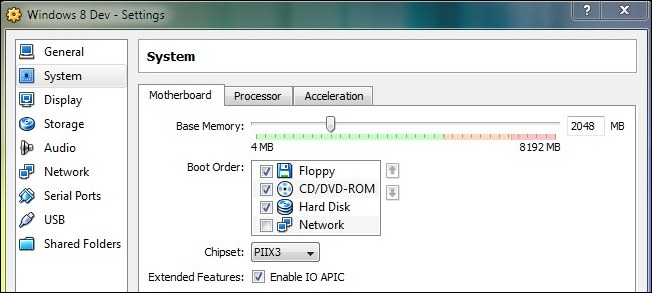 Windows 8 Dev - Settings
? X
General
System
Display
Storage
Audio
Network
Serial Ports
USB
Shared Folders
System
Motherboard Processor Acceleration
Base Memory: 2048 MB
4 MB 8192 MB
Boot Order:
Floppy
CD/DVD-ROM
Hard Disk
Network
Chipset: PIIX3
Extended Features: Enable IO APIC